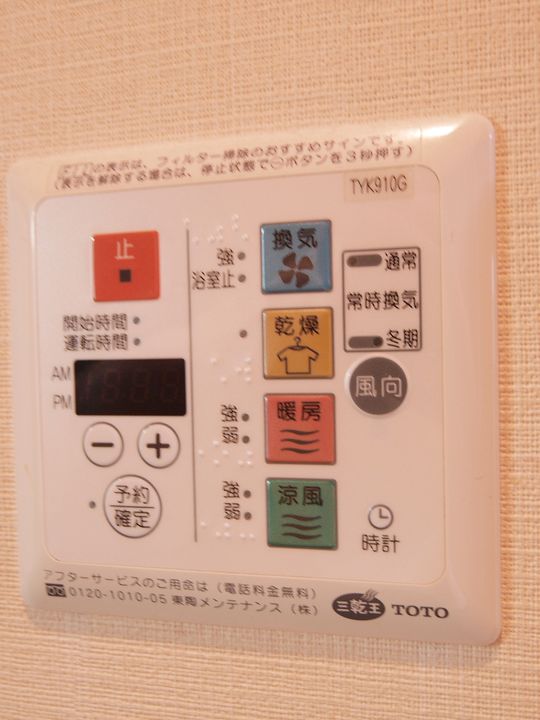 の表示は、フィルター掃除のおすすめサインです。
(表示を解除する場合は、停止状態で⊖ボタンを3秒押す)
TYK910G
止
開始時間
運転時間
AM
PM
−
+
予約
確定
強
浴室止
換気
乾燥
強
弱
暖房
強
弱
涼風
通常
常時換気
冬期
風向
時計
アフターサービスのご用命は (電話料金無料)
0120-1010-05 東陶メンテナンス (株)
三乾王
TOTO